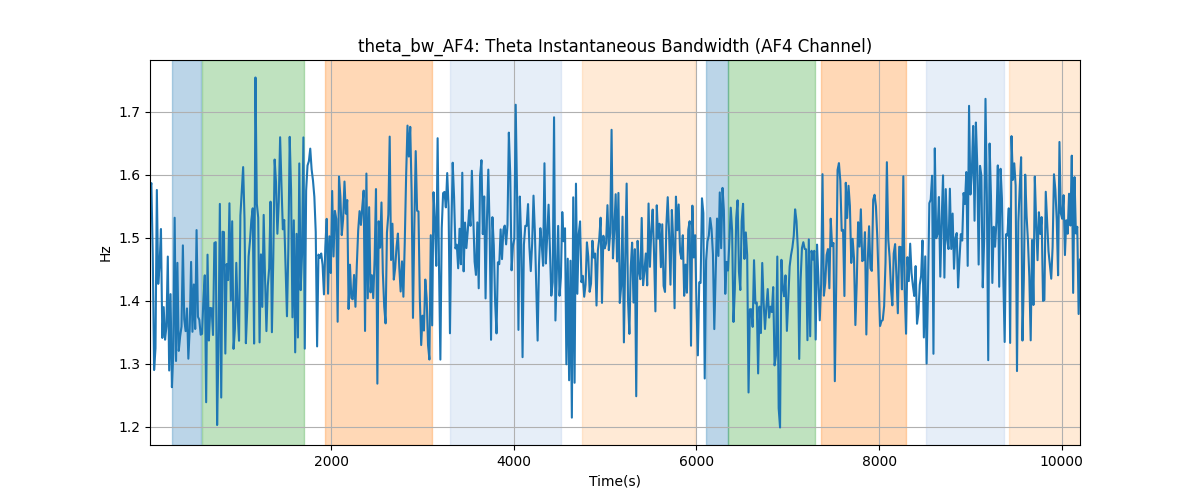 theta_bw_AF4: Theta Instantaneous Bandwidth (AF4 Channel)
Hz
1.7
1.6
1.5
1.4
1.3
1.2
2000 4000 6000 8000 10000
Time(s)